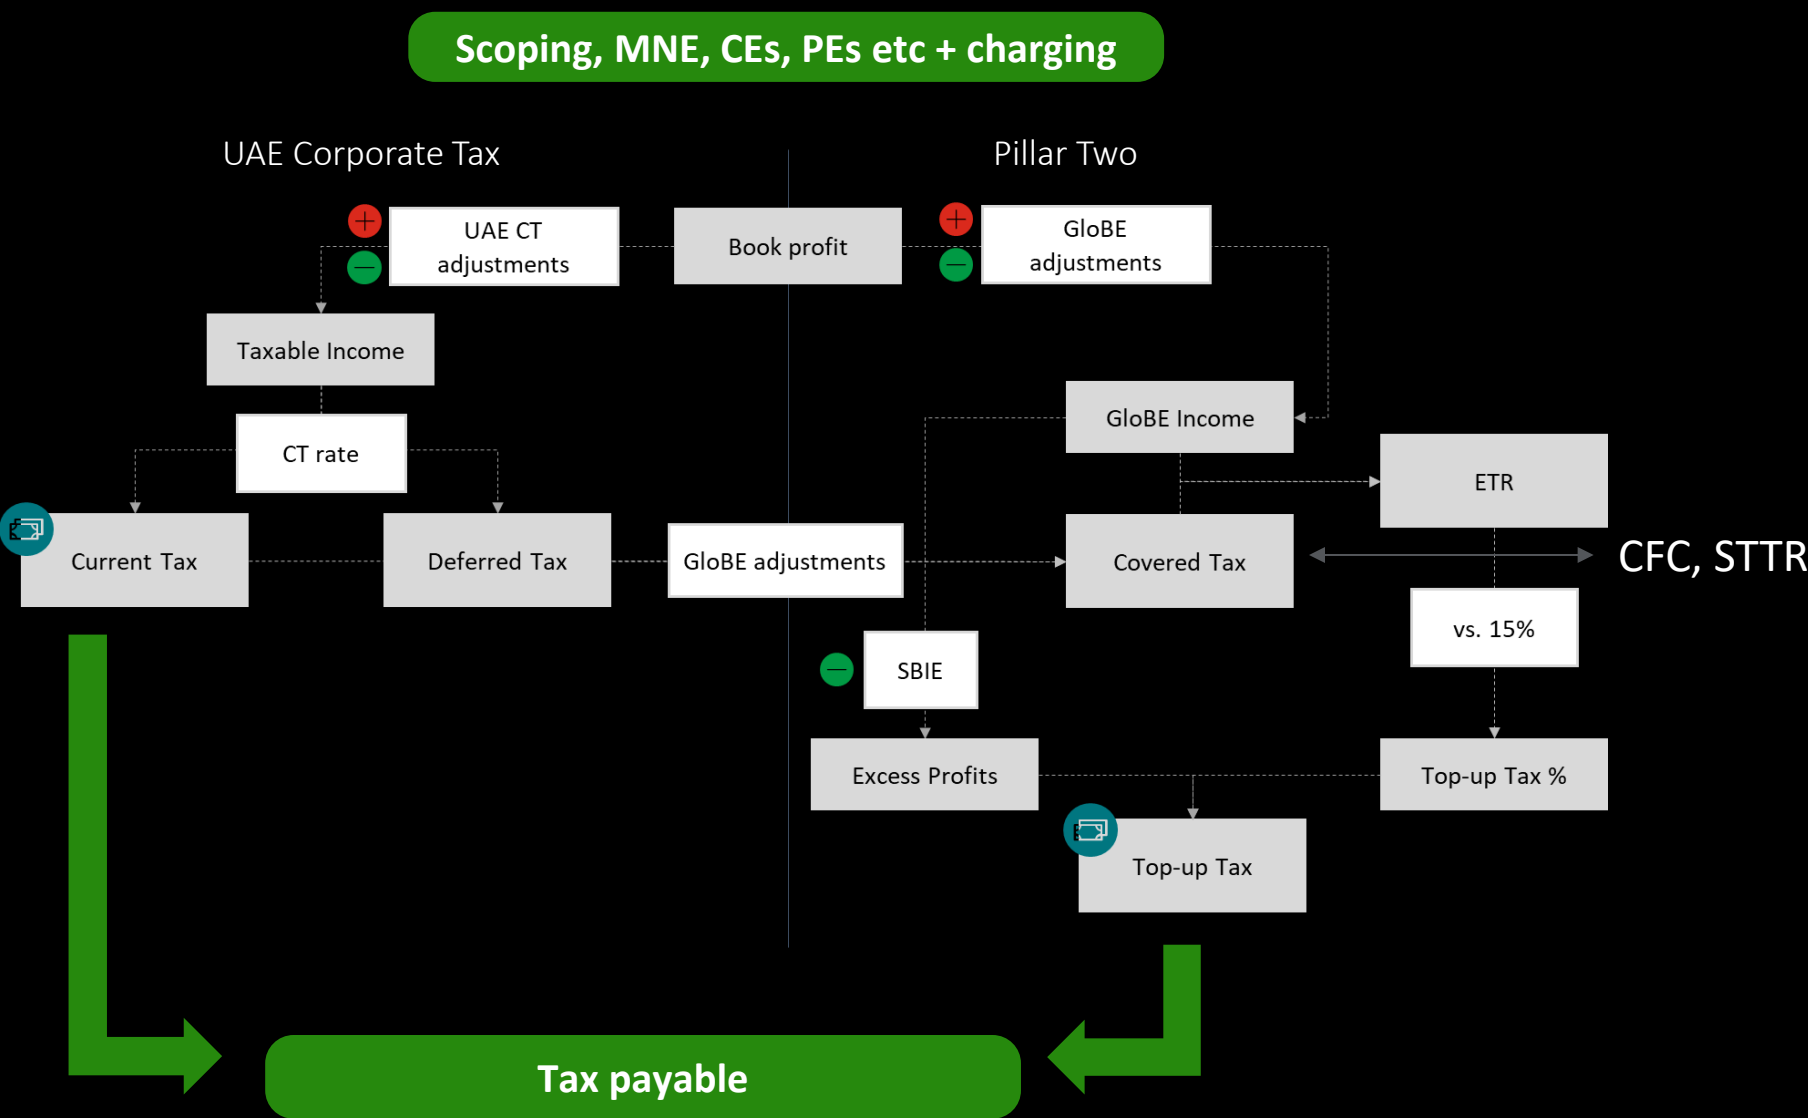 Scoping, MNE, CEs, PEs etc + charging
UAE Corporate Tax
Pillar Two
UAE CT
adjustments
Book profit
GloBE
adjustments
Taxable Income
CT rate
GloBE Income
ETR
Current Tax
Deferred Tax
GloBE adjustments
Covered Tax
CFC, STTR
vs. 15%
SBIE
Excess Profits
Top-up Tax %
Top-up Tax
Tax payable